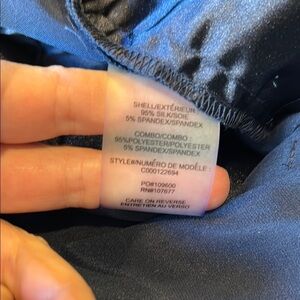 SHELL/EXTÉRIEUR:
95% SILK/SOIE
5% SPANDEX/SPANDEX
COMBO/COMBO :
95%POLYESTER/POLYESTER
5% SPANDEX/SPANDEX
STYLE#/NUMÉRO DE MODÈLE :
C000122694
PO#109600
RN#107677
CARE ON REVERSE
ENTRETIEN AU VERSO